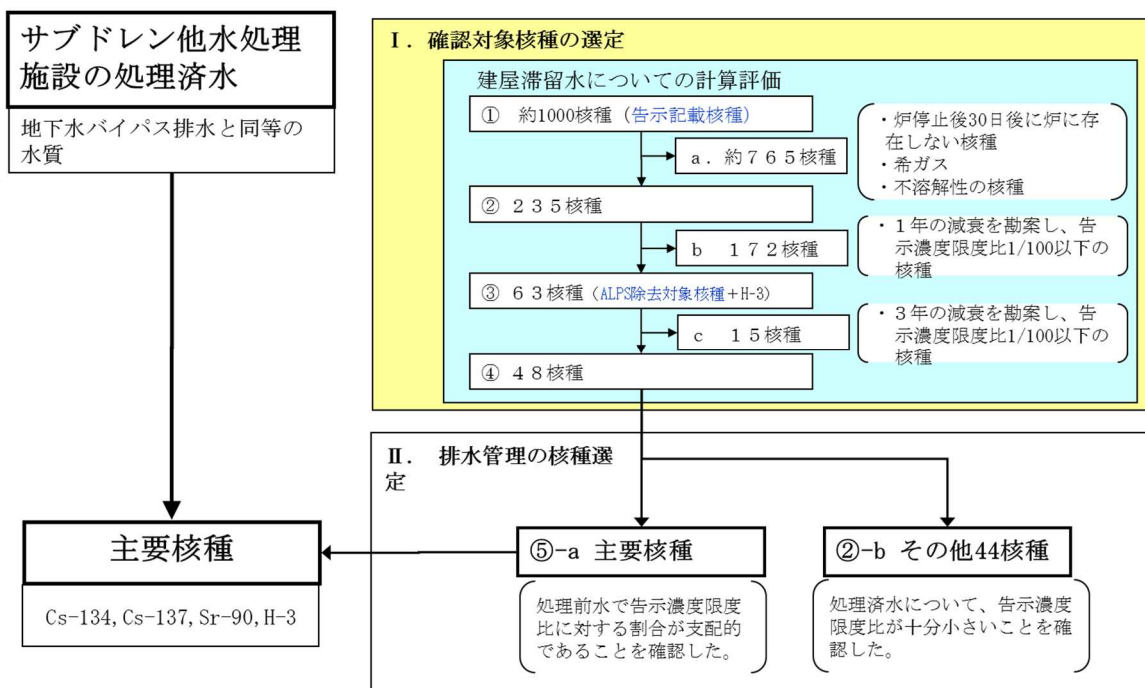 サブドレン他水処理
施設の処理済水
地下水バイパス排水と同等の
水質
主要核種
Cs-134,Cs-137,Sr-90,H-3
Ⅰ. 確認対象核種の選定
建屋滞留水についての計算評価
① 約1000核種（告示記載核種）
a. 約７６５核種
・炉停止後30日後に炉に存
在しない核種
・希ガス
・不溶解性の核種
② ２３５核種
b １７２核種
・１年の減衰を勘案し、告
示濃度限度比1/100以下の
核種
③ ６３核種（ALPS除去対象核種＋H-3）
c １５核種
・３年の減衰を勘案し、告
示濃度限度比1/100以下の
核種
④ ４８核種
Ⅱ. 排水管理の核種選
定
⑤-a 主要核種
処理前水で告示濃度限度
比に対する割合が支配的
であることを確認した。
②-b その他44核種
処理済水について、告示濃度
限度比が十分小さいことを確
認した。